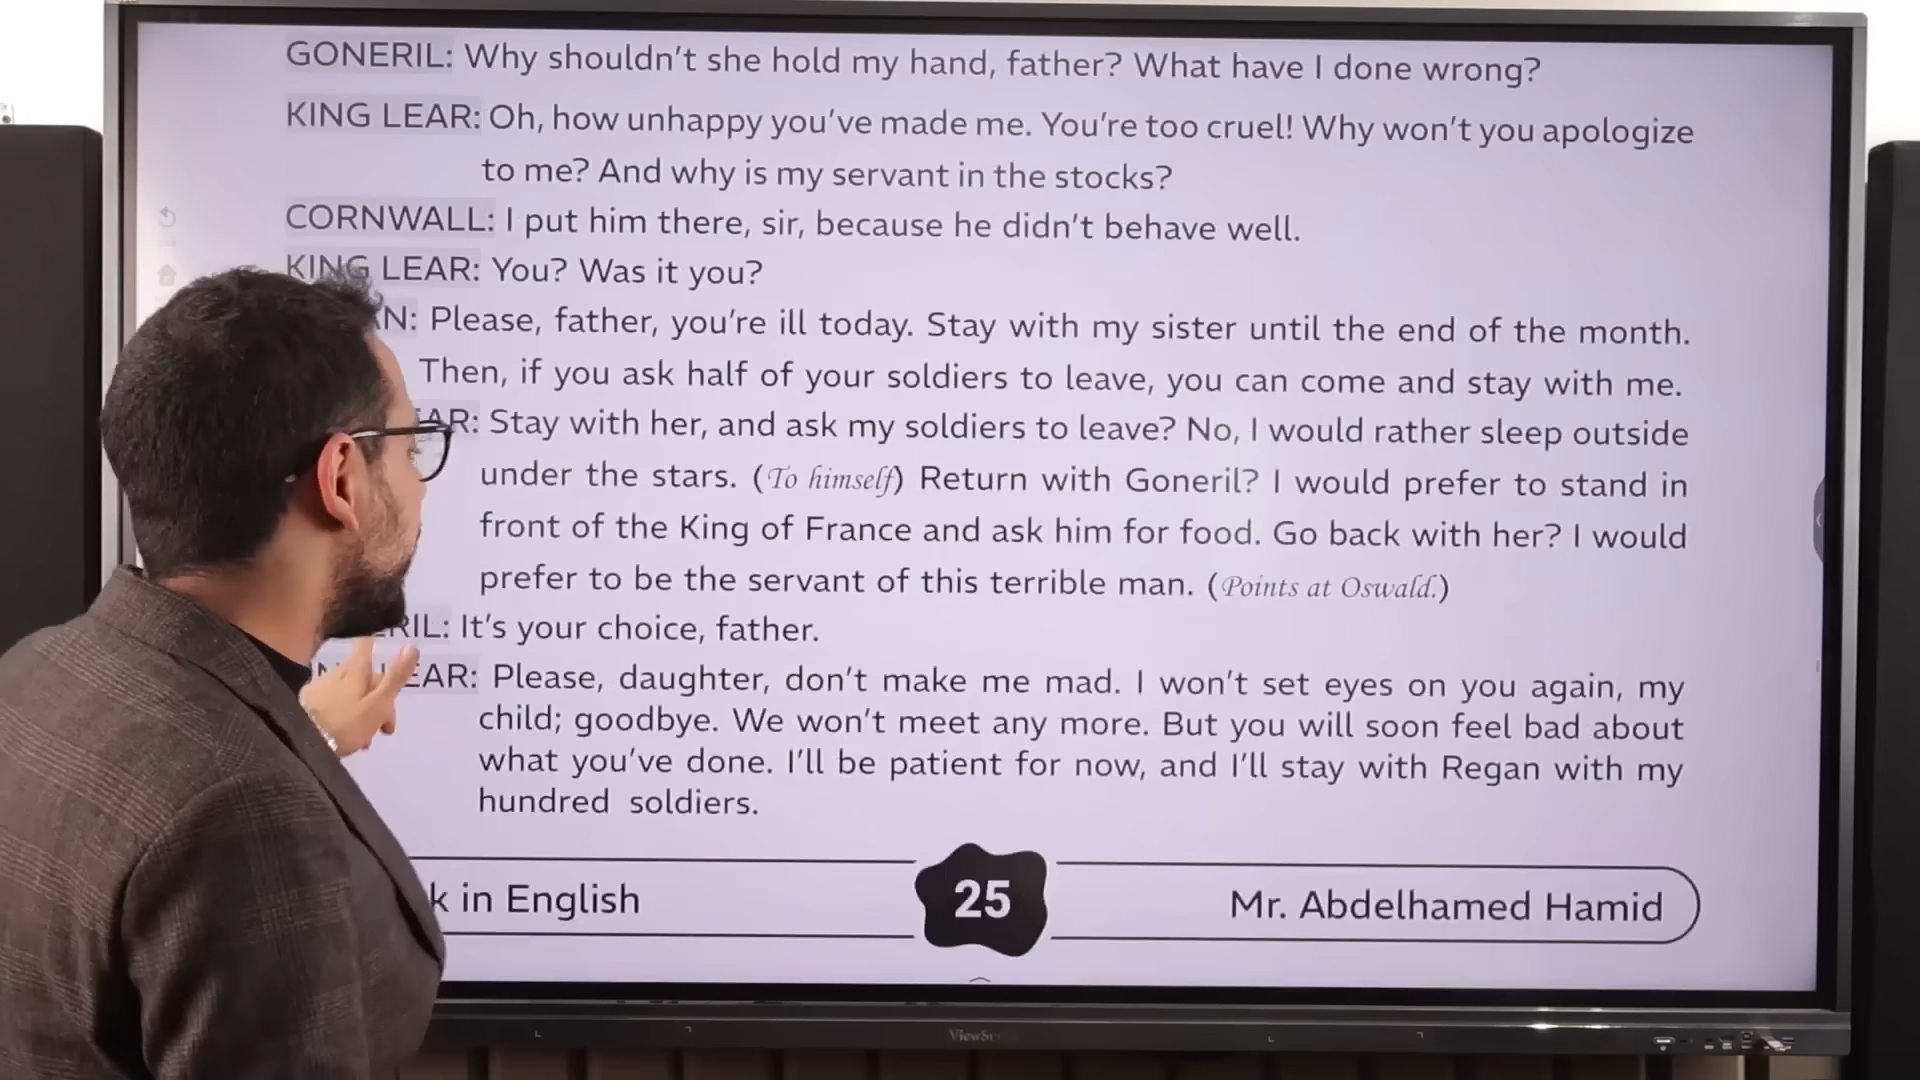 GONERIL: Why shouldn't she hold my hand, father? What have I done wrong?
KING LEAR: Oh, how unhappy you've made me. You're too cruel! Why won't you apologize
to me? And why is my servant in the stocks?
CORNWALL: I put him there, sir, because he didn't behave well.
KING LEAR: You? Was it you?
N: Please, father, you're ill today. Stay with my sister until the end of the month.
Then, if you ask half of your soldiers to leave, you can come and stay with me.
AR: Stay with her, and ask my soldiers to leave? No, I would rather sleep outside
under the stars. (To himself) Return with Goneril? I would prefer to stand in
front of the King of France and ask him for food. Go back with her? I would
prefer to be the servant of this terrible man. (Points at Oswald.)
RIL: It's your choice, father.
EAR: Please, daughter, don't make me mad. I won't set eyes on you again, my
child; goodbye. We won't meet any more. But you will soon feel bad about
what you've done. I'll be patient for now, and I'll stay with Regan with my
hundred soldiers.
k in English
25
Mr. Abdelhamed Hamid